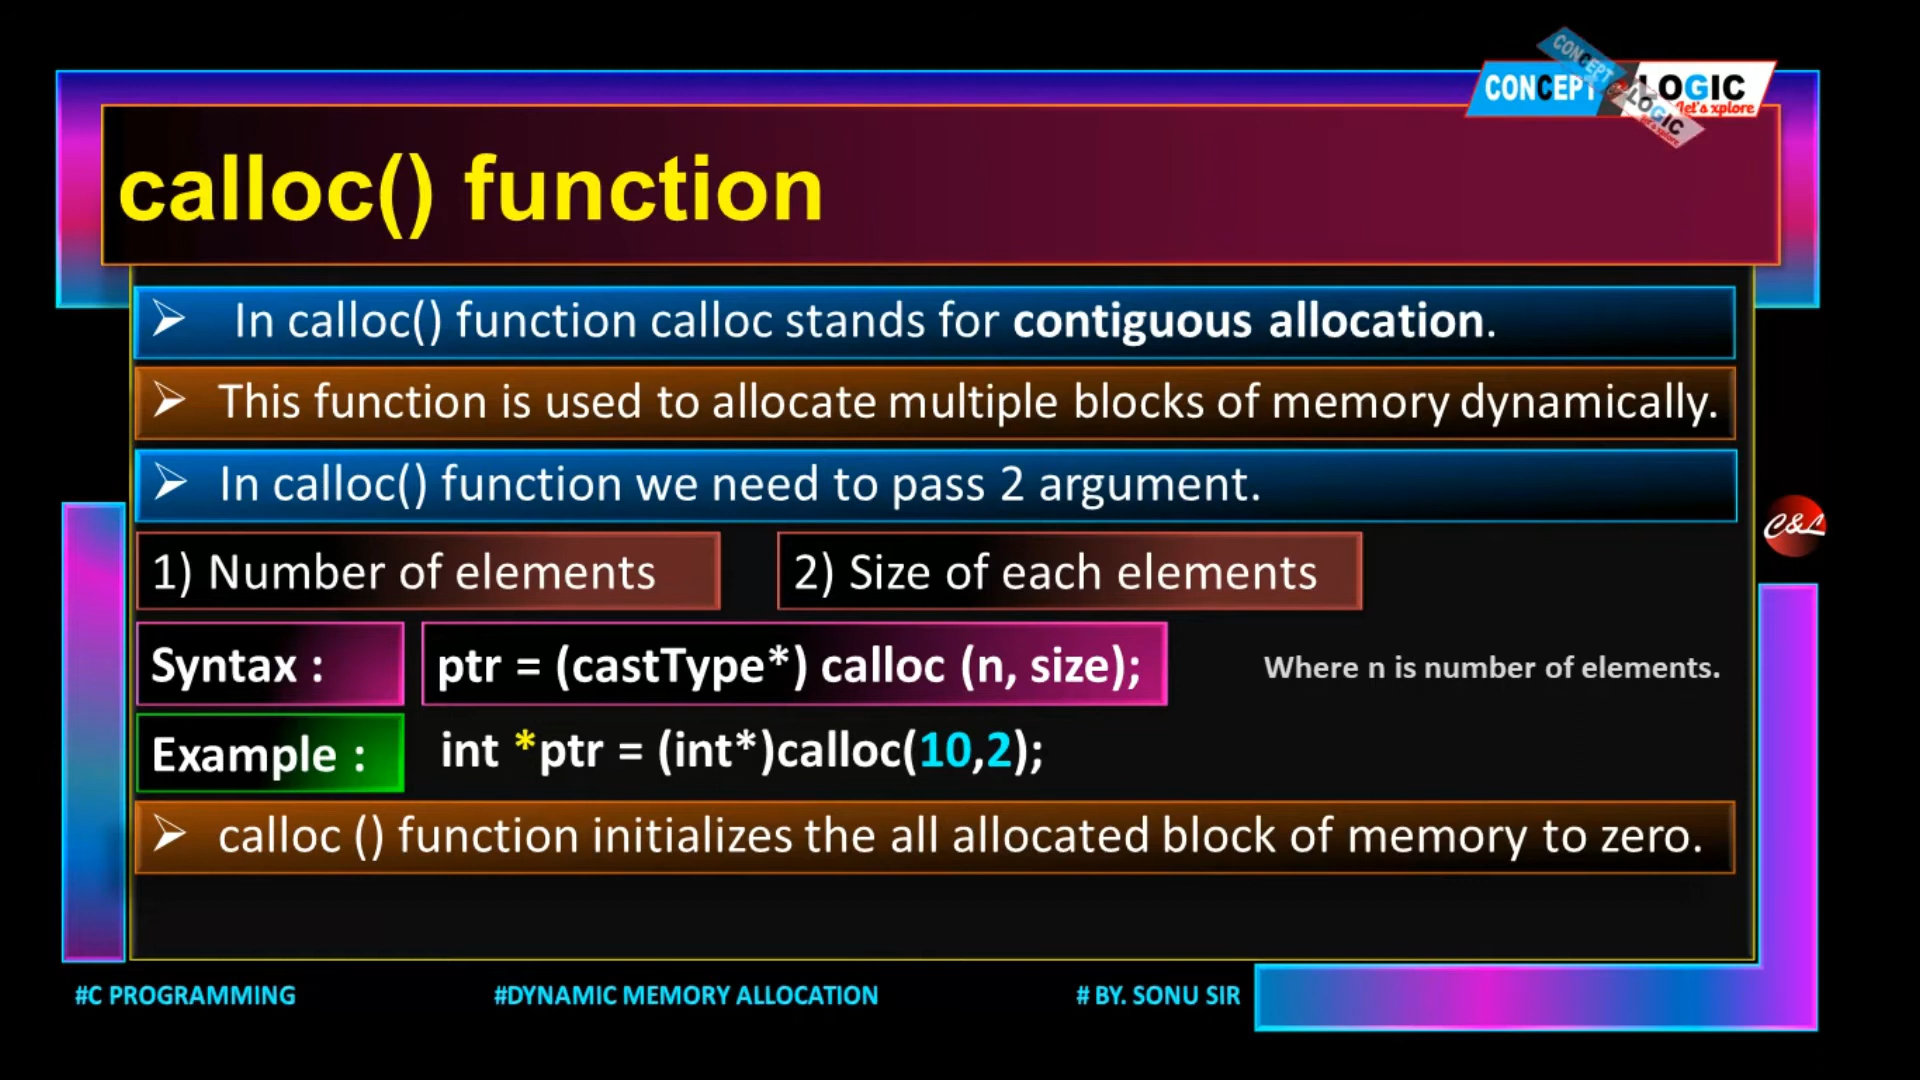 CONCEPT LOGIC
let's xplore
CONCEPT
LOGIC
let's xplore
calloc() function
➢ In calloc() function calloc stands for contiguous allocation.
➢ This function is used to allocate multiple blocks of memory dynamically.
➢ In calloc() function we need to pass 2 argument.
C&L
1) Number of elements 2) Size of each elements
Syntax : ptr = (castType*) calloc (n, size); Where n is number of elements.
Example : int *ptr = (int*)calloc(10,2);
➢ calloc () function initializes the all allocated block of memory to zero.
#C PROGRAMMING #DYNAMIC MEMORY ALLOCATION # BY. SONU SIR